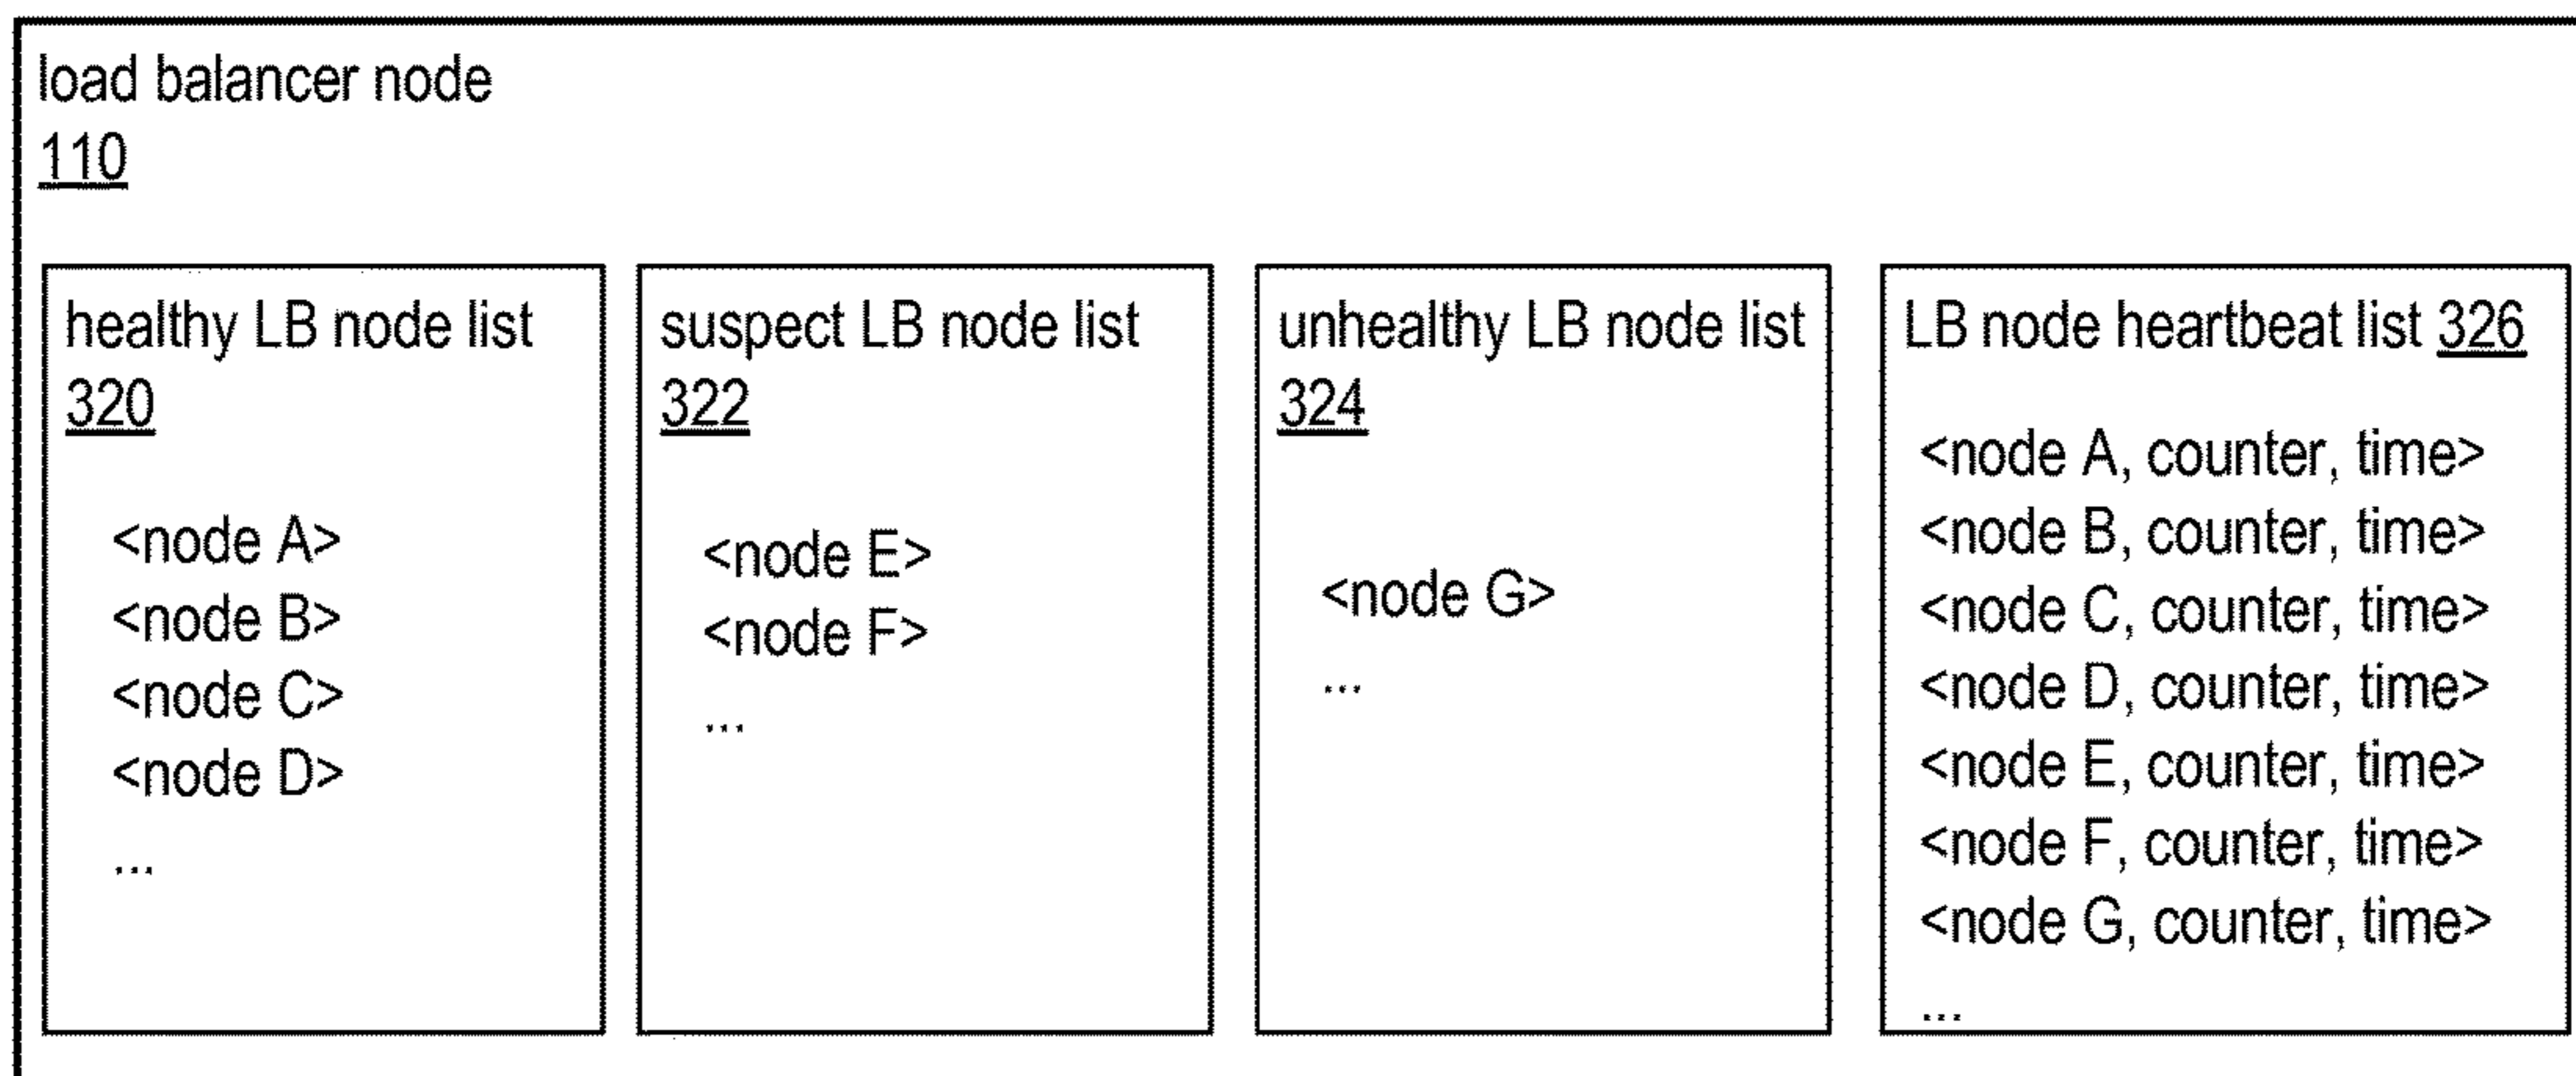 load balancer node
110
healthy LB node list
320
<node A>
<node B>
<node C>
<node D>
...
suspect LB node list
322
<node E>
<node F>
...
unhealthy LB node list
324
<node G>
...
LB node heartbeat list 326
<node A, counter, time>
<node B, counter, time>
<node C, counter, time>
<node D, counter, time>
<node E, counter, time>
<node F, counter, time>
<node G, counter, time>
...